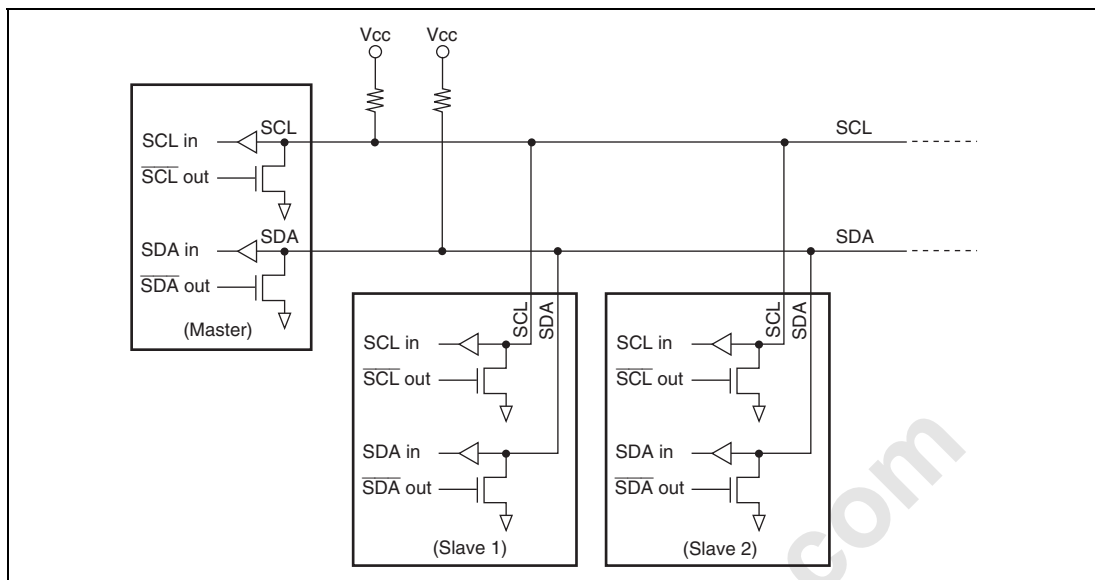 Vcc Vcc
SCL in
SCL
SCL
SCL out
SDA in
SDA
SDA
SDA out
(Master)
SCL
SDA
SCL in
SCL out
SDA in
SDA out
(Slave 1)
SCL
SDA
SCL in
SCL out
SDA in
SDA out
(Slave 2)
com